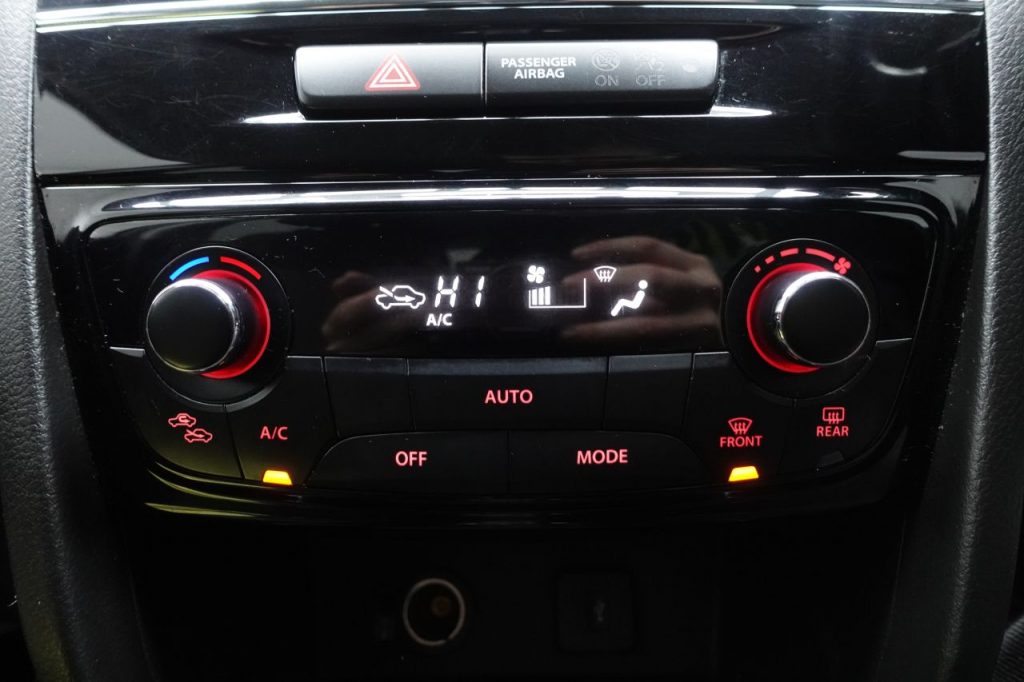 PASSENGER
AIRBAG
ON OFF
HI
A/C
AUTO
A/C
OFF
MODE
FRONT
REAR